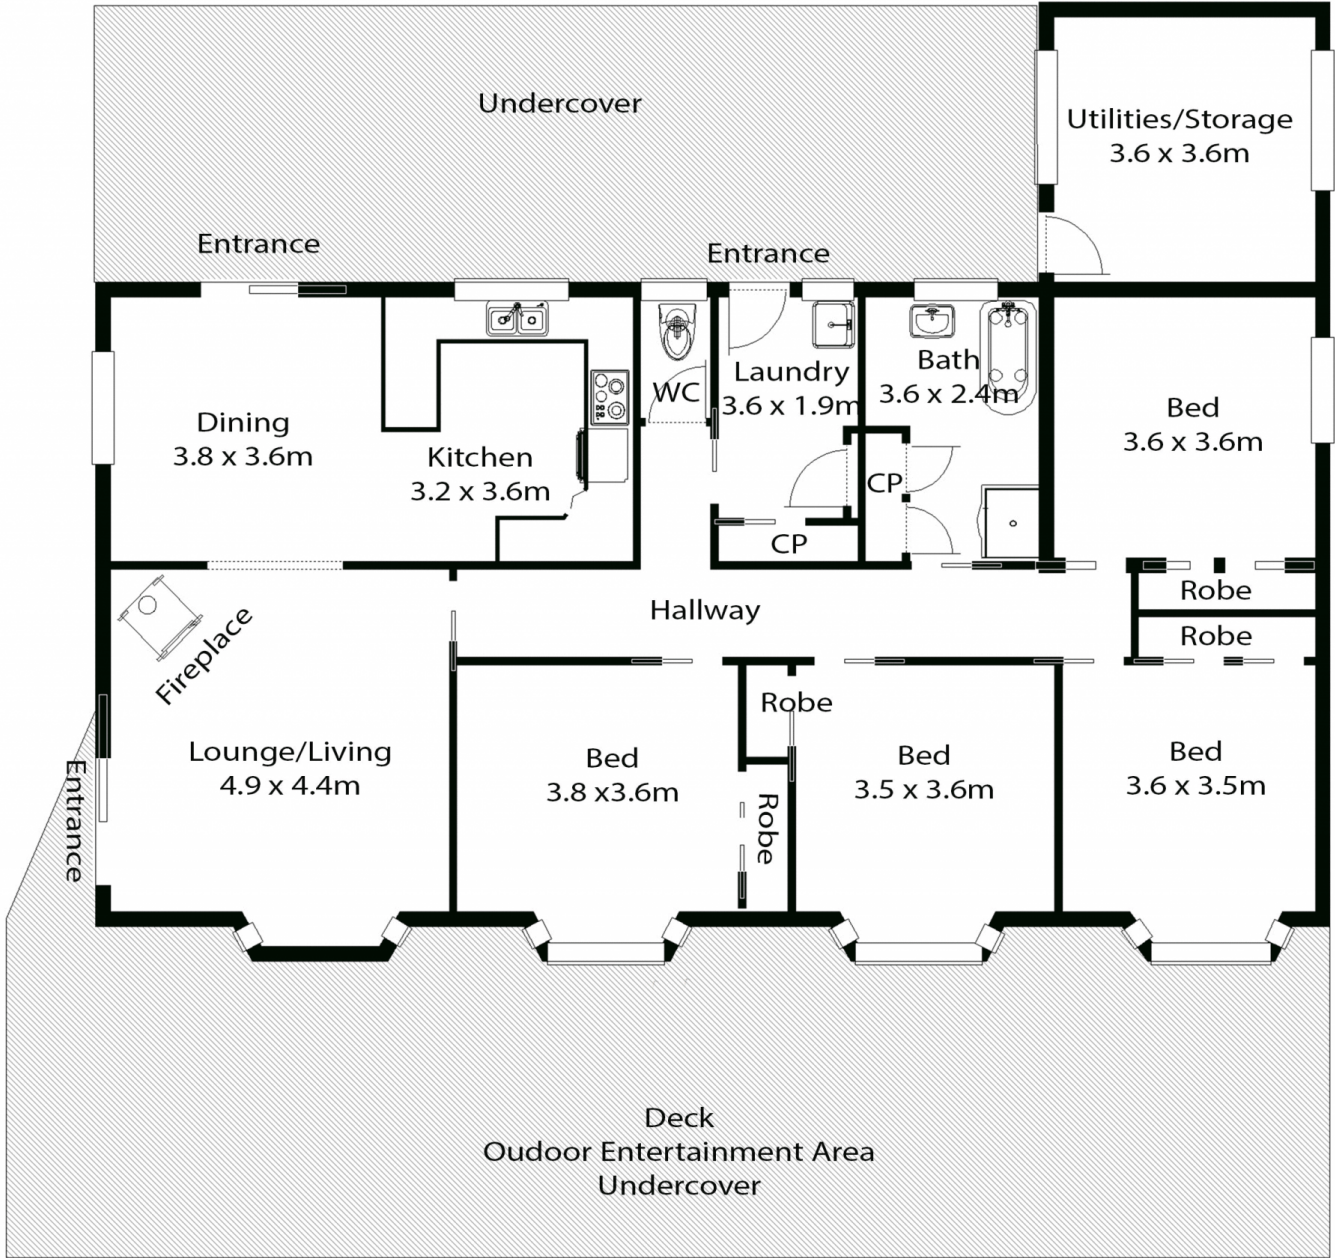 Undercover
Utilities/Storage
3.6 x 3.6m
Entrance
Entrance
WC
Laundry
3.6 x 1.9m
Bath
3.6 x 2.4m
Dining
3.8 x 3.6m
Kitchen
3.2 x 3.6m
Bed
3.6 x 3.6m
CP
CP
Robe
Hallway
Robe
Fireplace
Robe
Lounge/Living
4.9 x 4.4m
Bed
3.8 x3.6m
Bed
3.5 x 3.6m
Bed
3.6 x 3.5m
Entrance
Robe
Deck
Oudoor Entertainment Area
Undercover